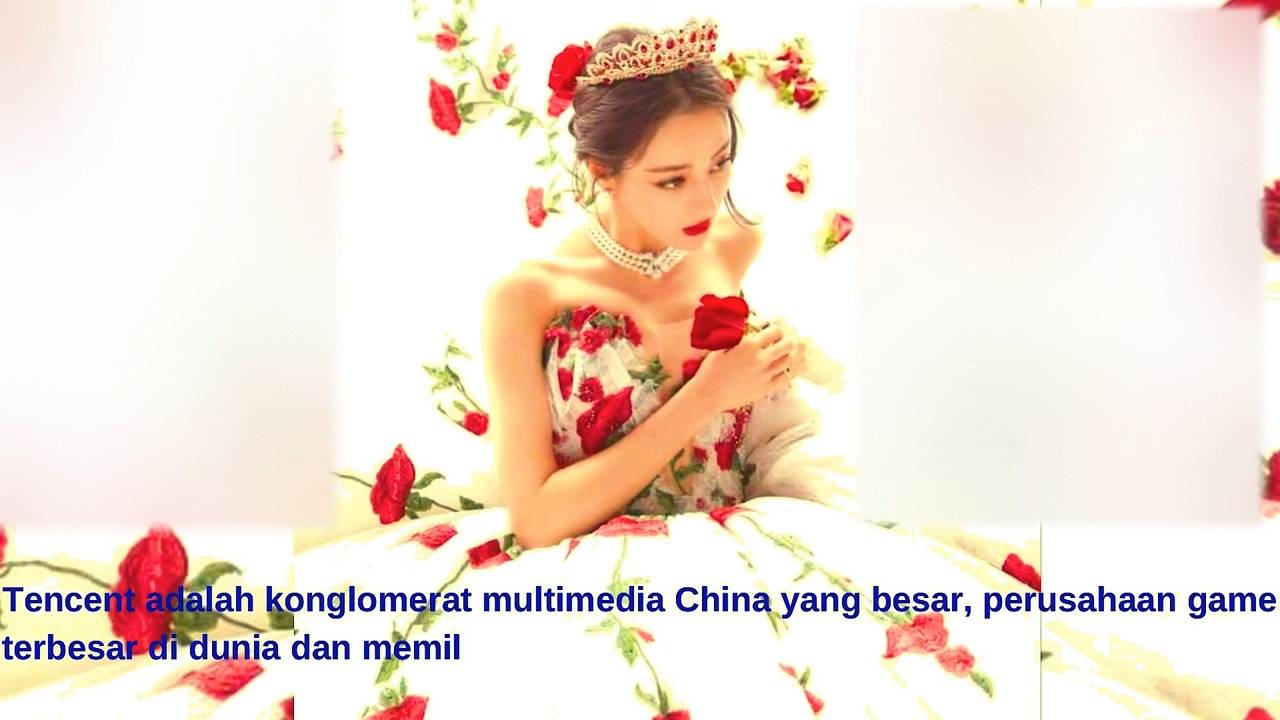 Tencent adalah konglomerat multimedia China yang besar, perusahaan game
terbesar di dunia dan memil